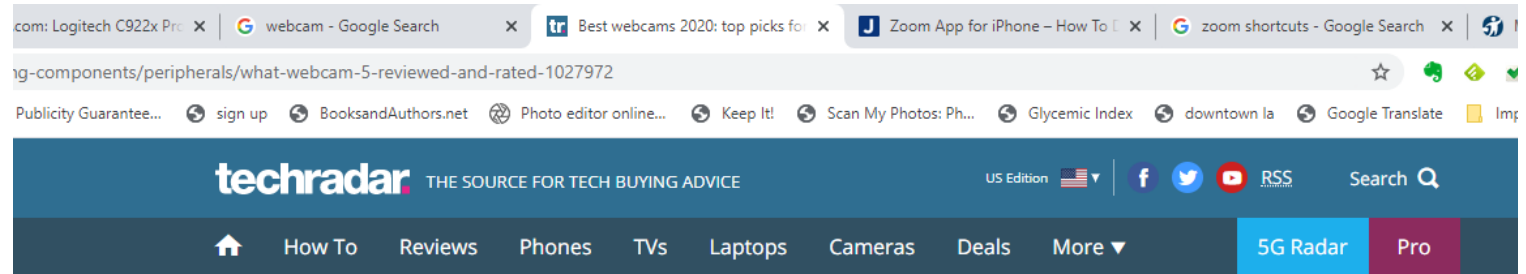 .com: Logitech C922x Pro webcam - Google Search tr. Best webcams 2020: top picks for J Zoom App for iPhone – How To D zoom shortcuts - Google Search
ng-components/peripherals/what-webcam-5-reviewed-and-rated-1027972
Publicity Guarantee... sign up BooksandAuthors.net Photo editor online... Keep It! Scan My Photos: Ph... Glycemic Index downtown la Google Translate Imp
techradar. THE SOURCE FOR TECH BUYING ADVICE US Edition RSS Search
How To Reviews Phones TVs Laptops Cameras Deals More 5G Radar Pro